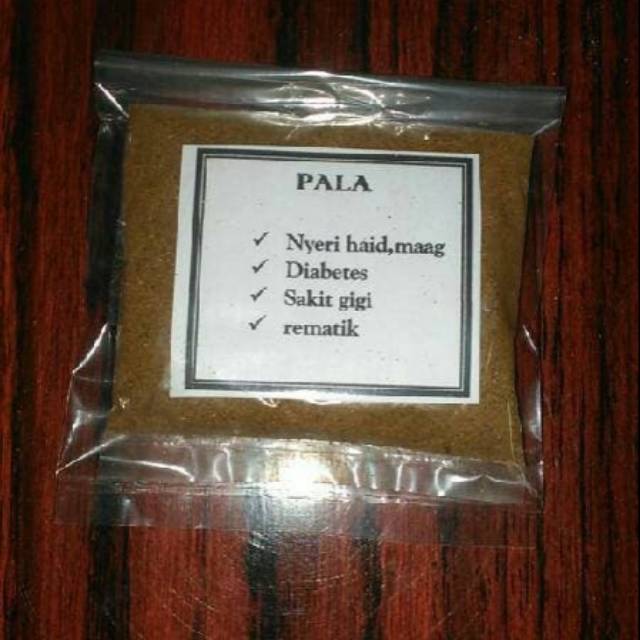 PALA
✓ Nyeri haid,maag
✓ Diabetes
✓ Sakit gigi
✓ rematik